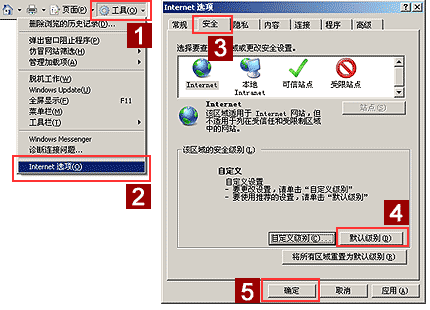 页面(P)
工具(O)
1
删除浏览的历史记录(D)...
弹出窗口阻止程序(P)
仿冒网站筛选(H)
管理加载项(A)
脱机工作(W)
Windows Update(U)
全屏显示(F) F11
菜单栏(M)
工具栏(T)
Windows Messenger
诊断连接问题...
Internet 选项(O)
2
Internet 选项
常规 安全 隐私 内容 连接 程序 高级
3
选择要查 区域或更改安全设置。
Internet 本地 Intranet 可信站点 受限站点
Internet
该区域适用于 Internet 网站，但
不适用于列在受信任和受限制区域
中的网站。
站点(S)
该区域的安全级别(L)
自定义
自定义设置
- 要更改设置，请单击“自定义级别”
- 要使用推荐的设置，请单击“默认级别”
4
自定义级别(C)... 默认级别(D)
将所有区域重置为默认级别(R)
5
确定 取消 应用(A)